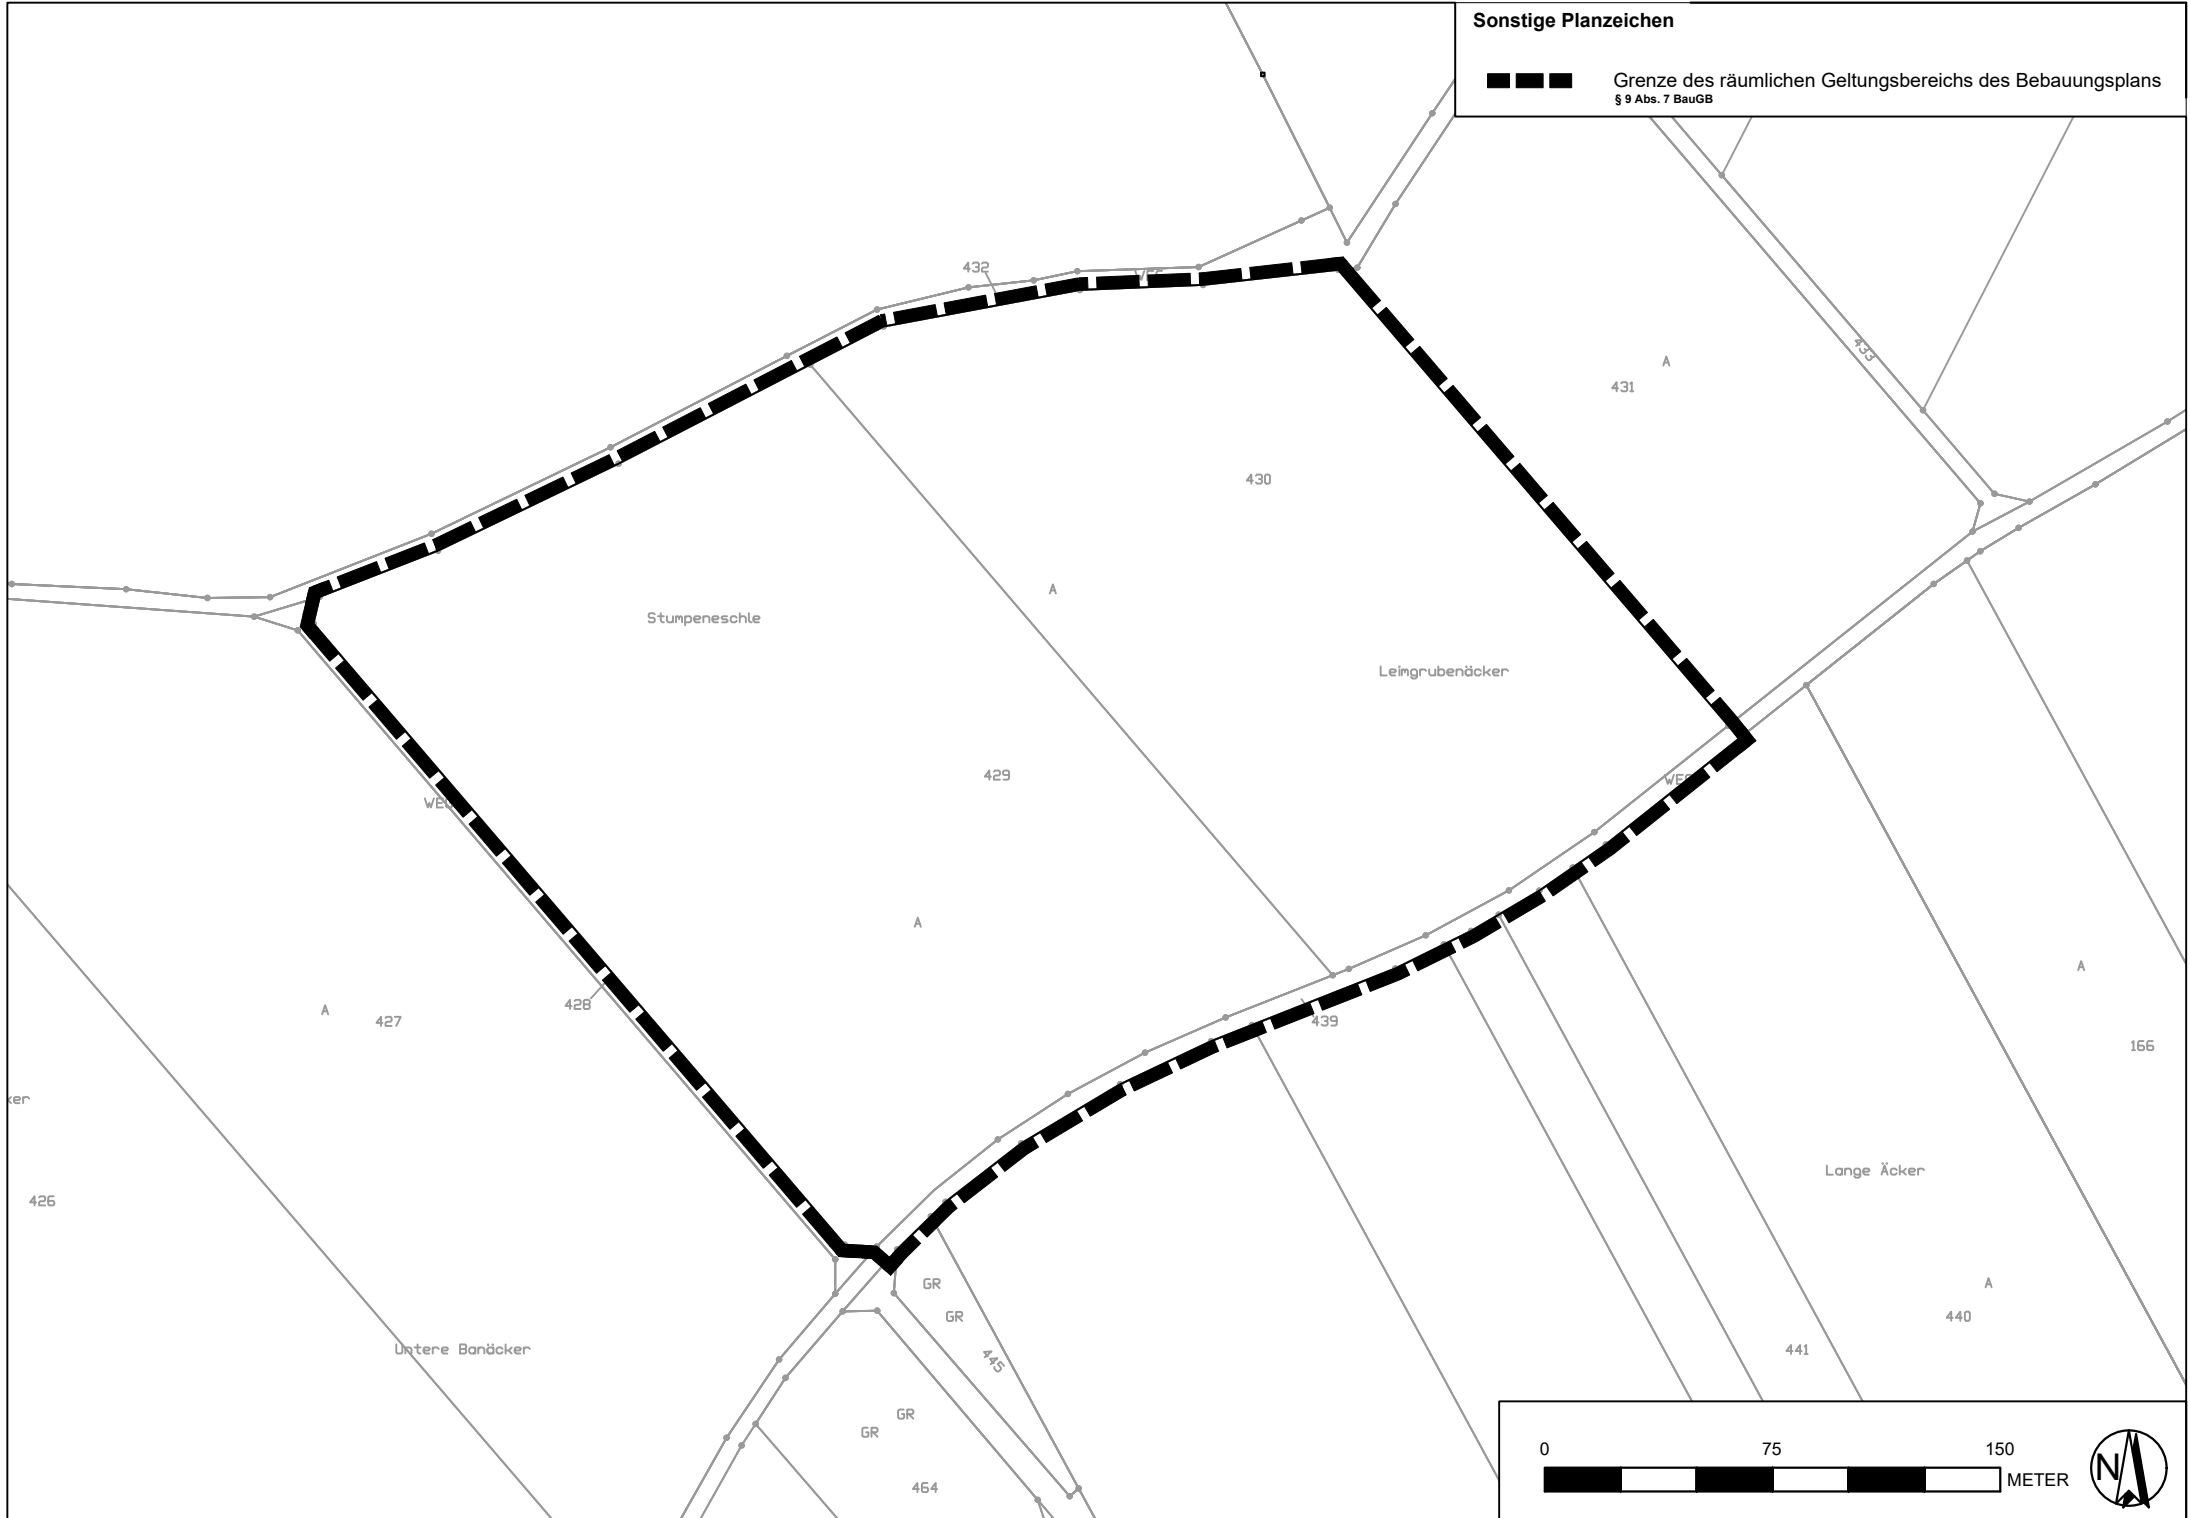 Sonstige Planzeichen
Grenze des räumlichen Geltungsbereichs des Bebauungsplans
§ 9 Abs. 7 BauGB
432
433
A
431
430
A
Stumpeneschle
Leimgrubenäcker
429
A
A
427
428
439
A
166
426
Lange Äcker
GR
GR
A
440
441
445
Untere Banäcker
GR
GR
464
0 75 150
METER
N